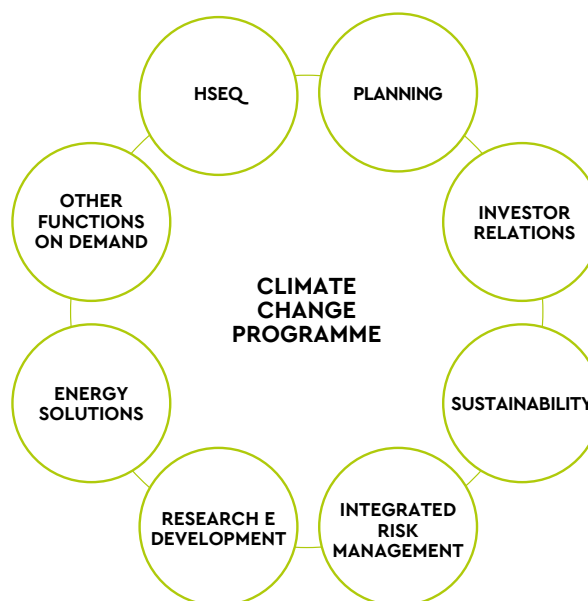 HSEQ
PLANNING
OTHER
FUNCTIONS
ON DEMAND
INVESTOR
RELATIONS
CLIMATE
CHANGE
PROGRAMME
ENERGY
SOLUTIONS
SUSTAINABILITY
RESEARCH E
DEVELOPMENT
INTEGRATED
RISK
MANAGEMENT